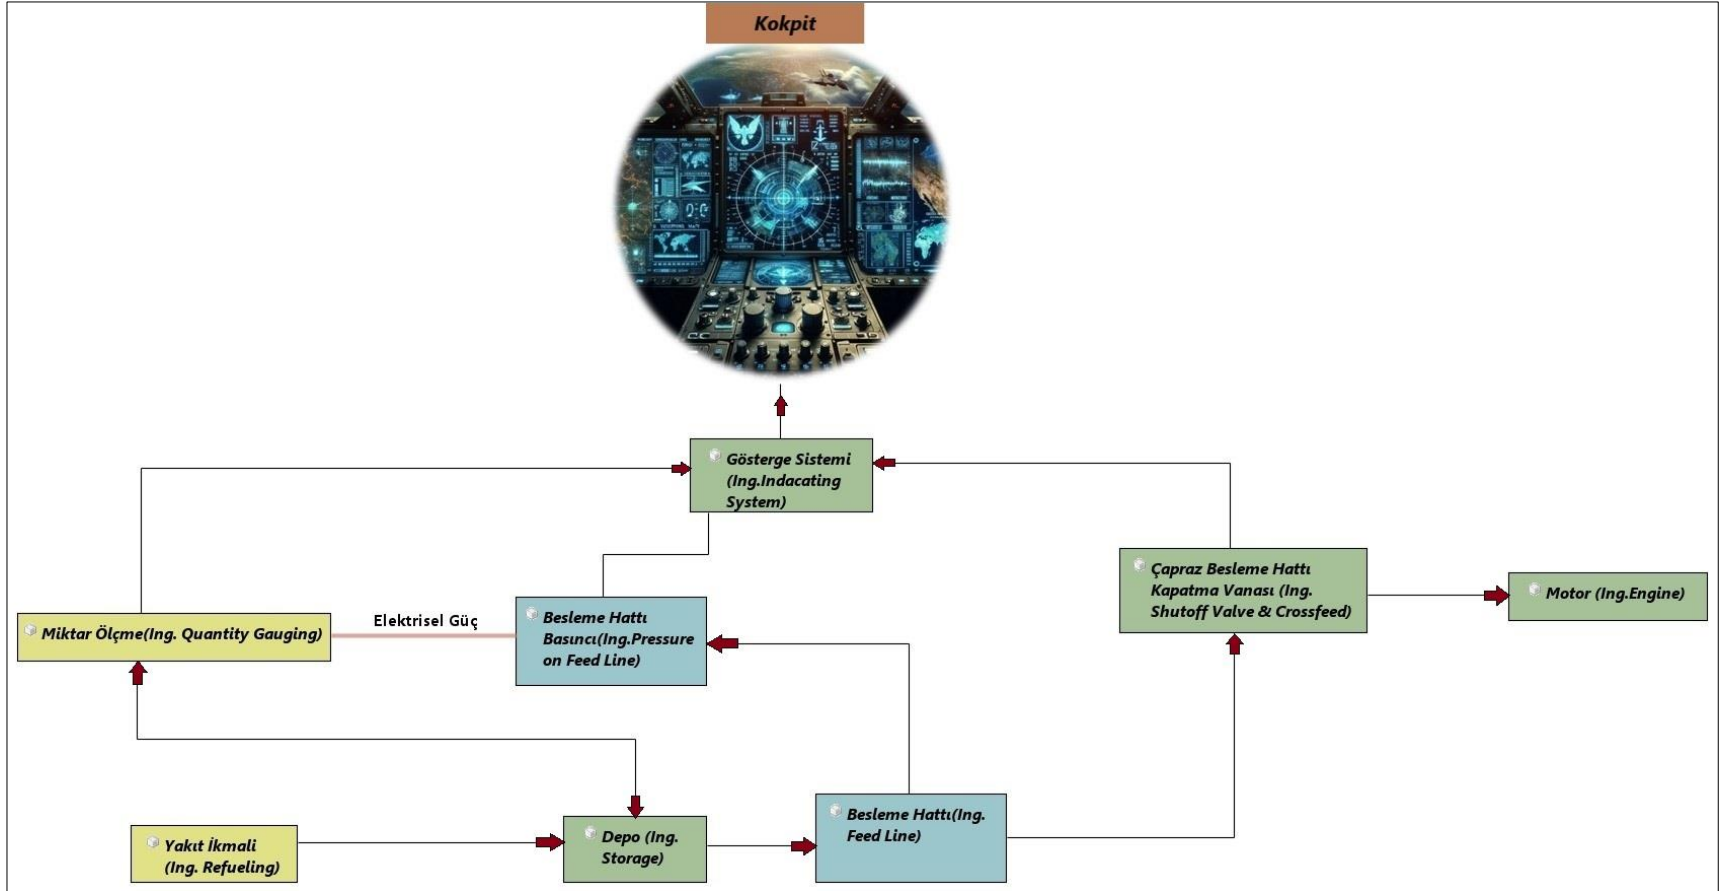 Kokpit
Gösterge Sistemi
(Ing.Indacating
System)
Çapraz Besleme Hattı
Kapatma Vanası (Ing.
Shutoff Valve & Crossfeed)
Motor (Ing.Engine)
Miktar Ölçme(Ing. Quantity Gauging)
Elektrisel Güç
Besleme Hattı
Basıncı(Ing.Pressure
on Feed Line)
Yakıt İkmali
(Ing. Refueling)
Depo (Ing.
Storage)
Besleme Hattı(Ing.
Feed Line)